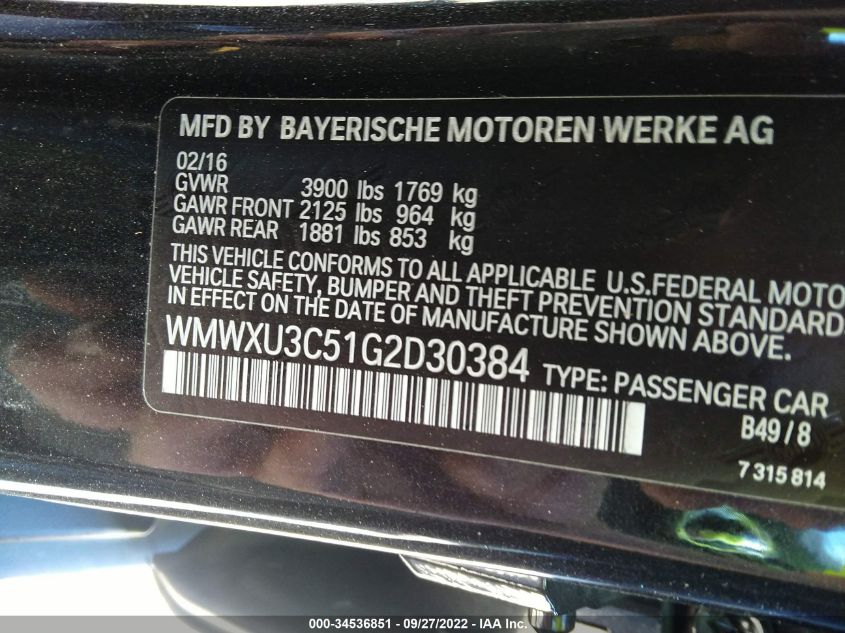 MFD BY BAYERISCHE MOTOREN WERKE AG
02/16
GVWR 3900 lbs 1769 kg
GAWR FRONT 2125 lbs 964 kg
GAWR REAR 1881 lbs 853 kg
THIS VEHICLE CONFORMS TO ALL APPLICABLE U.S.FEDERAL MOTO
VEHICLE SAFETY, BUMPER AND THEFT PREVENTION STANDARD
IN EFFECT ON THE DATE OF MANUFACTURE SHOWN ABOVE.
WMWXU3C51G2D30384 TYPE: PASSENGER CAR
B49/8
7 315 814
000-34536851 - 09/27/2022 - IAA Inc.